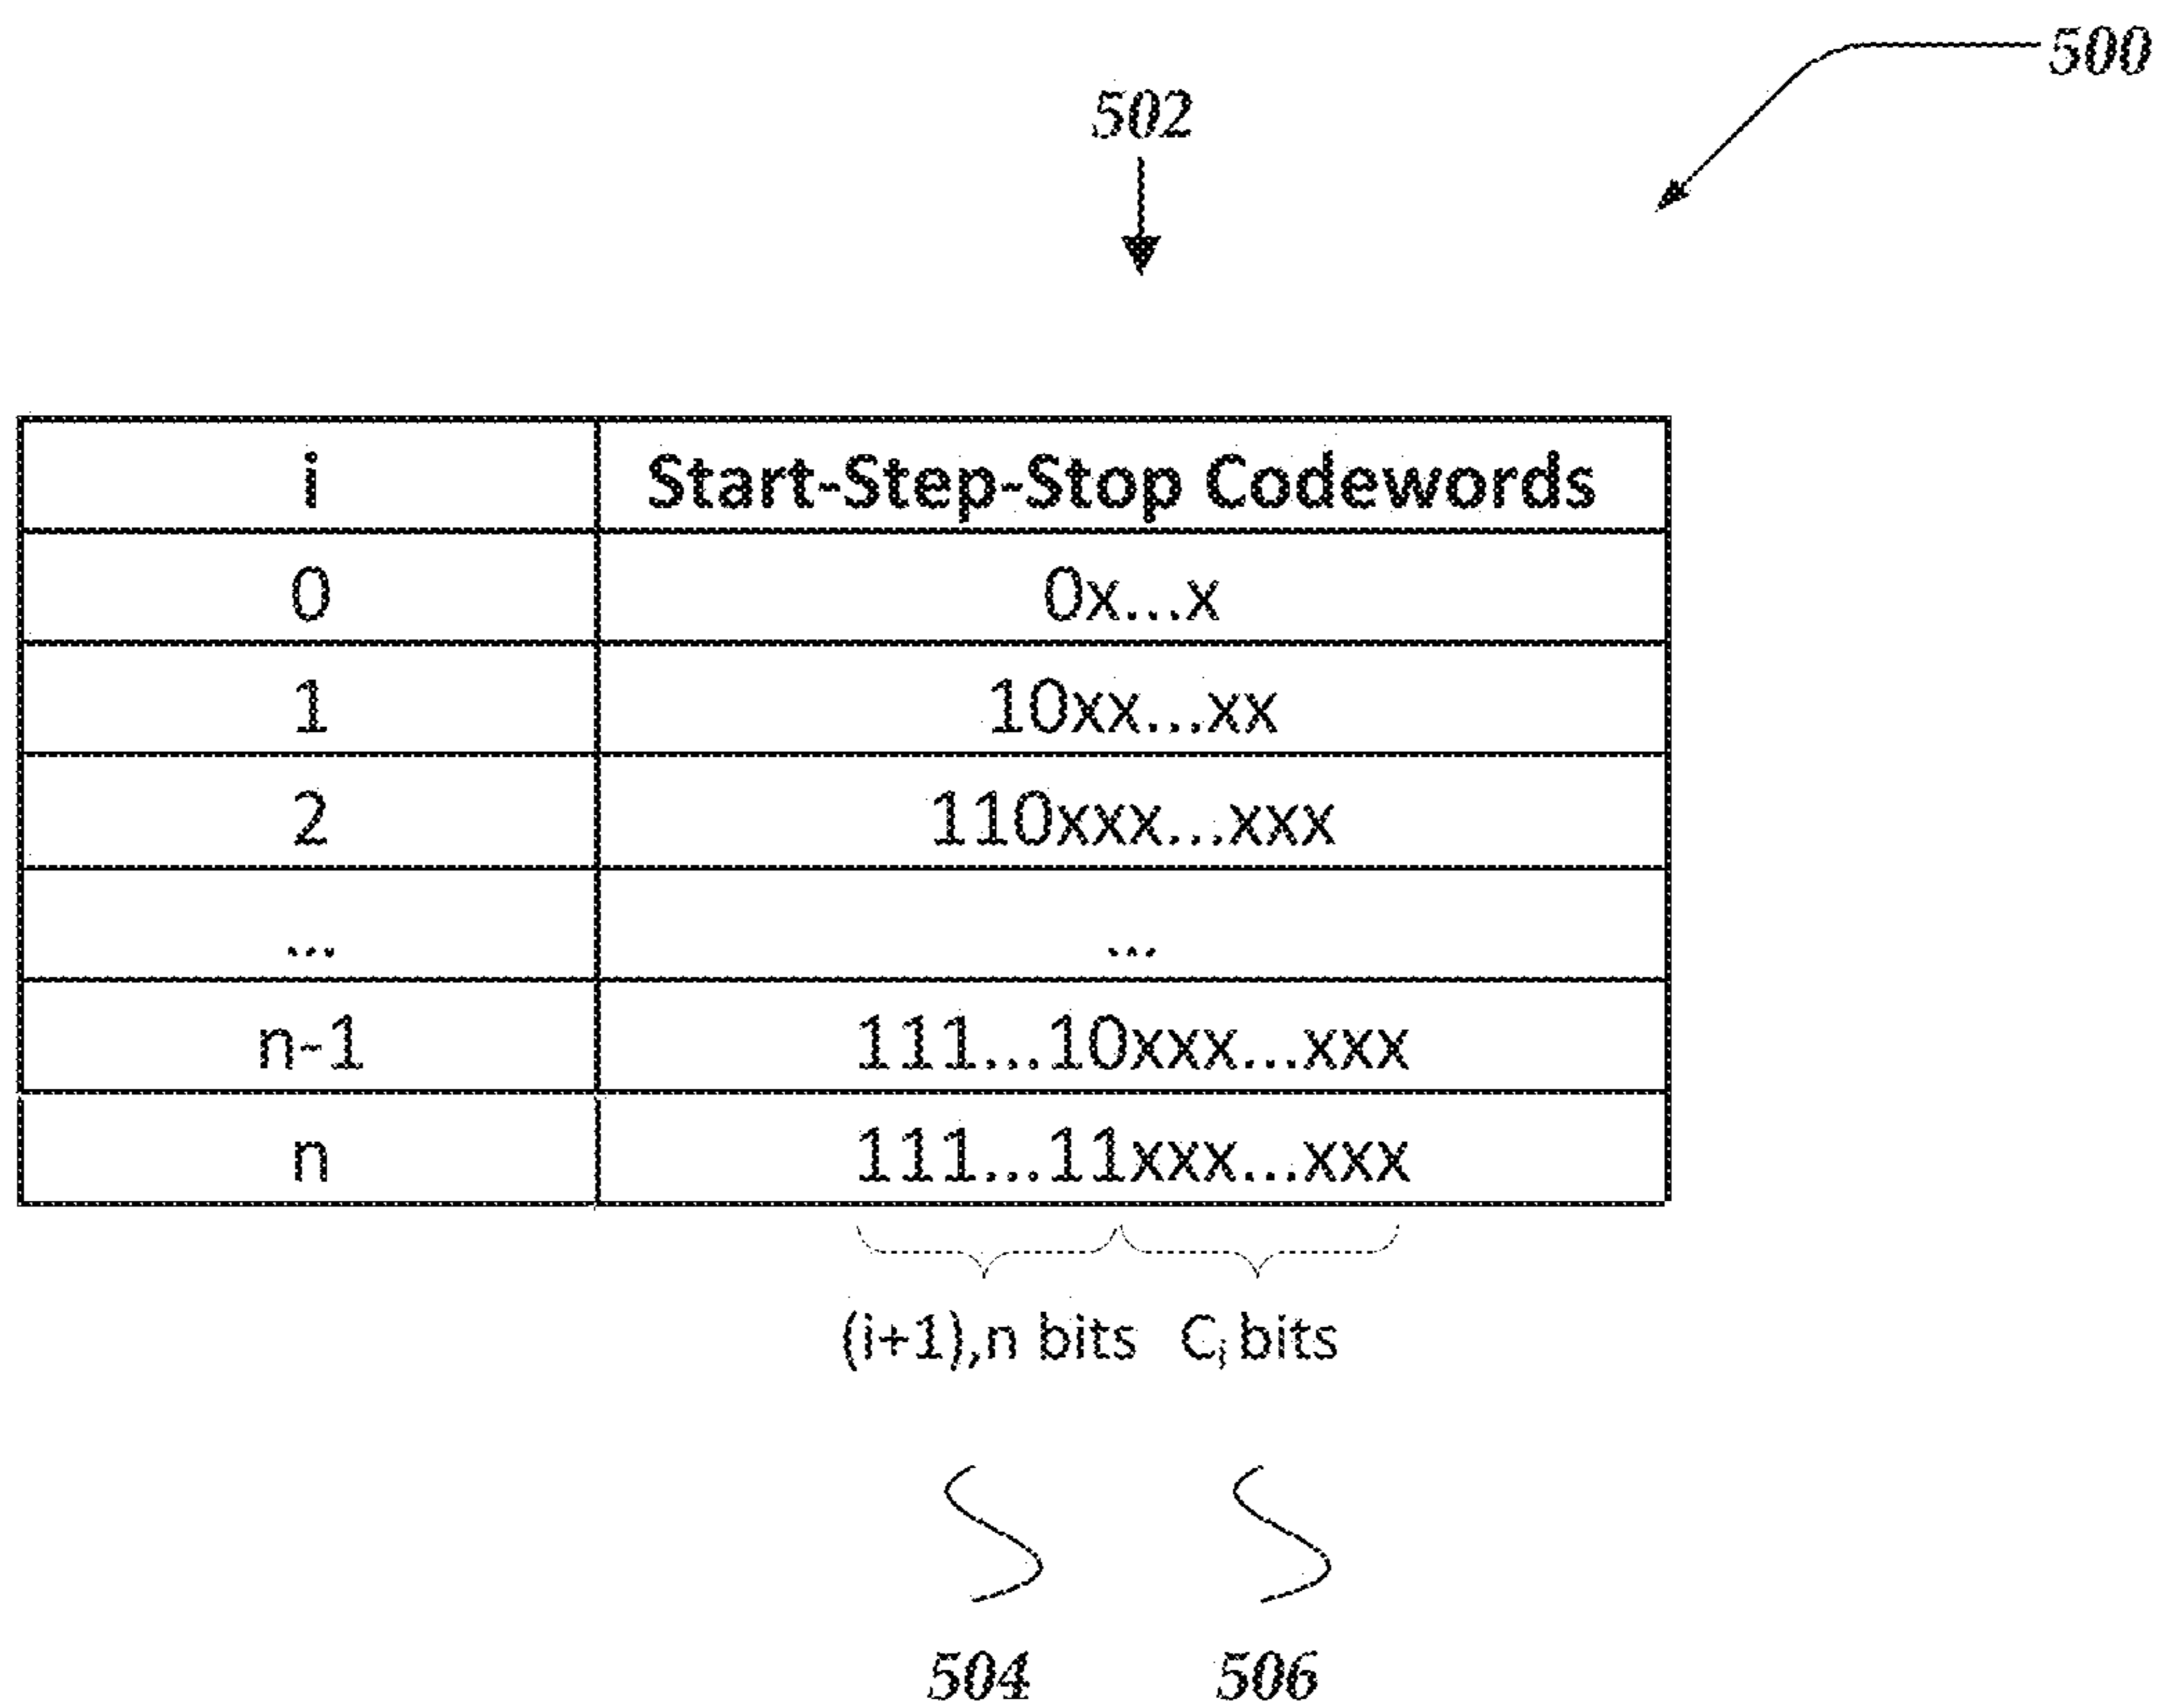 500
502
i Start-Step-Stop Codewords
0 0x...x
1 10xx...xx
2 110xxx...xxx
... ...
n-1 111...10xxx...xxx
n 111...11xxx...xxx
(i+1),n bits Ci bits
504 506